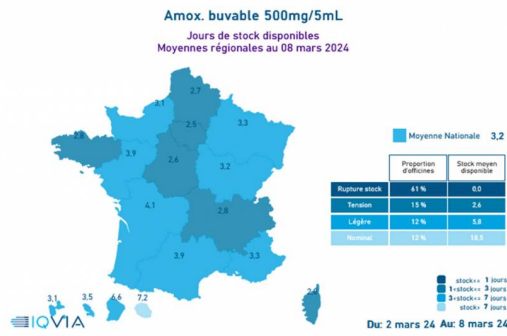 Amox. buvable 500mg/5mL
Jours de stock disponibles
Moyennes régionales au 08 mars 2024
2,7
3,1
2,5
3,3
2,8
3,9
2,6
3,2
4,1
2,8
3,9
3,3
3,1
3,5
6,6
7,2
Moyenne Nationale 3,2
Proportion d'officines
Stock moyen disponible
Rupture stock 61 % 0,0
Tension 15 % 2,6
Légère 12 % 5,8
Nominal
stock<= 1 jours
1<stock<= 3 jours
3<stock<= 7 jours
stock> 7 jours
IQVIA
Du: 2 mars 24 Au: 8 mars 24